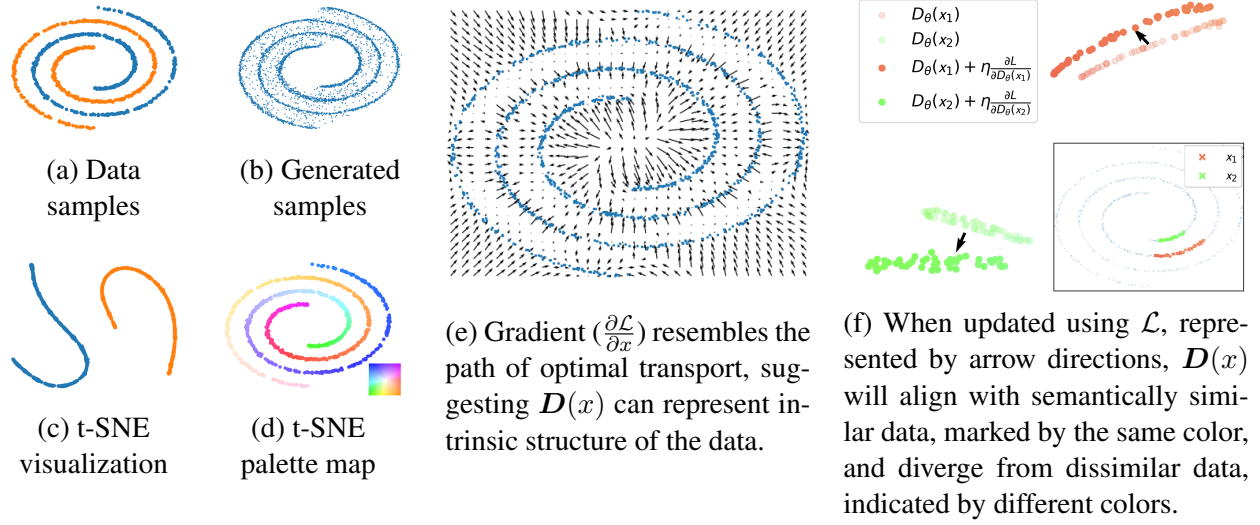 (a) Data
samples
(b) Generated
samples
(c) t-SNE
visualization
(d) t-SNE
palette map
(e) Gradient (∂ℒ/∂x) resembles the
path of optimal transport, sug-
gesting D(x) can represent in-
trinsic structure of the data.
Dθ(x₁)
Dθ(x₂)
Dθ(x₁) + η ∂L/∂Dθ(x₁)
Dθ(x₂) + η ∂L/∂Dθ(x₂)
x₁
x₂
(f) When updated using ℒ, repre-
sented by arrow directions, D(x)
will align with semantically simi-
lar data, marked by the same color,
and diverge from dissimilar data,
indicated by different colors.